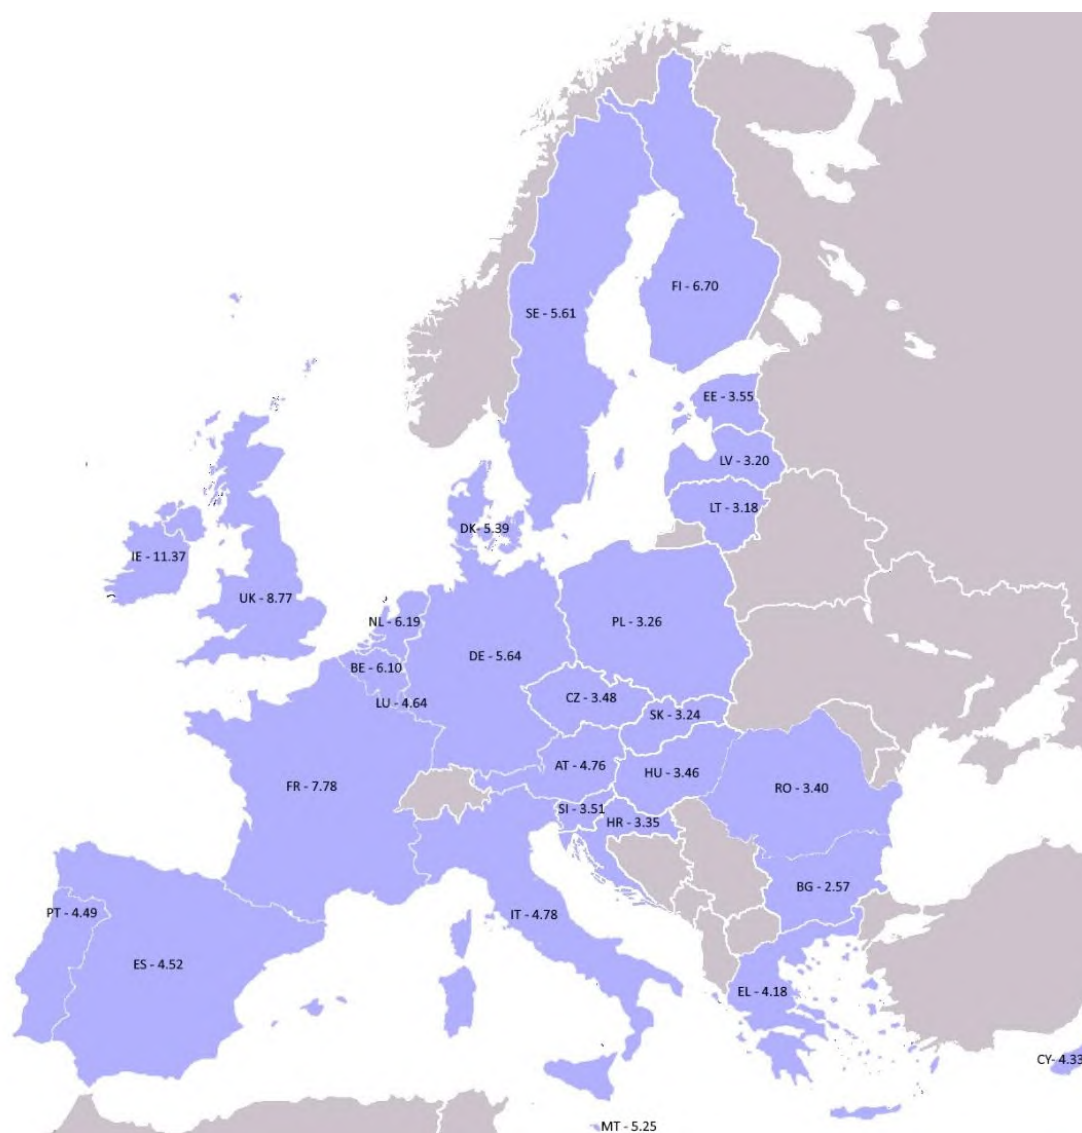 FI - 6.70
SE - 5.61
EE - 3.55
LV - 3.20
LT - 3.18
DK- 5.39
IE - 11.37
UK - 8.77
NL - 6.19
PL - 3.26
DE - 5.64
BE - 6.10
CZ - 3.48
LU - 4.64
SK - 3.24
AT - 4.76
HU - 3.46
FR - 7.78
RO - 3.40
SI - 3.51
HR - 3.35
BG - 2.57
PT - 4.49
IT - 4.78
ES - 4.52
EL - 4.18
CY- 4.33
MT - 5.25